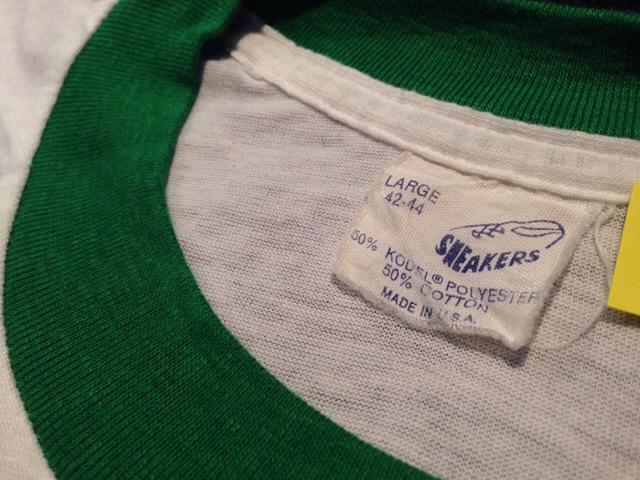 LARGE
42-44
SNEAKERS
50% KODEL® POLYESTER
50% COTTON
MADE IN U.S.A.